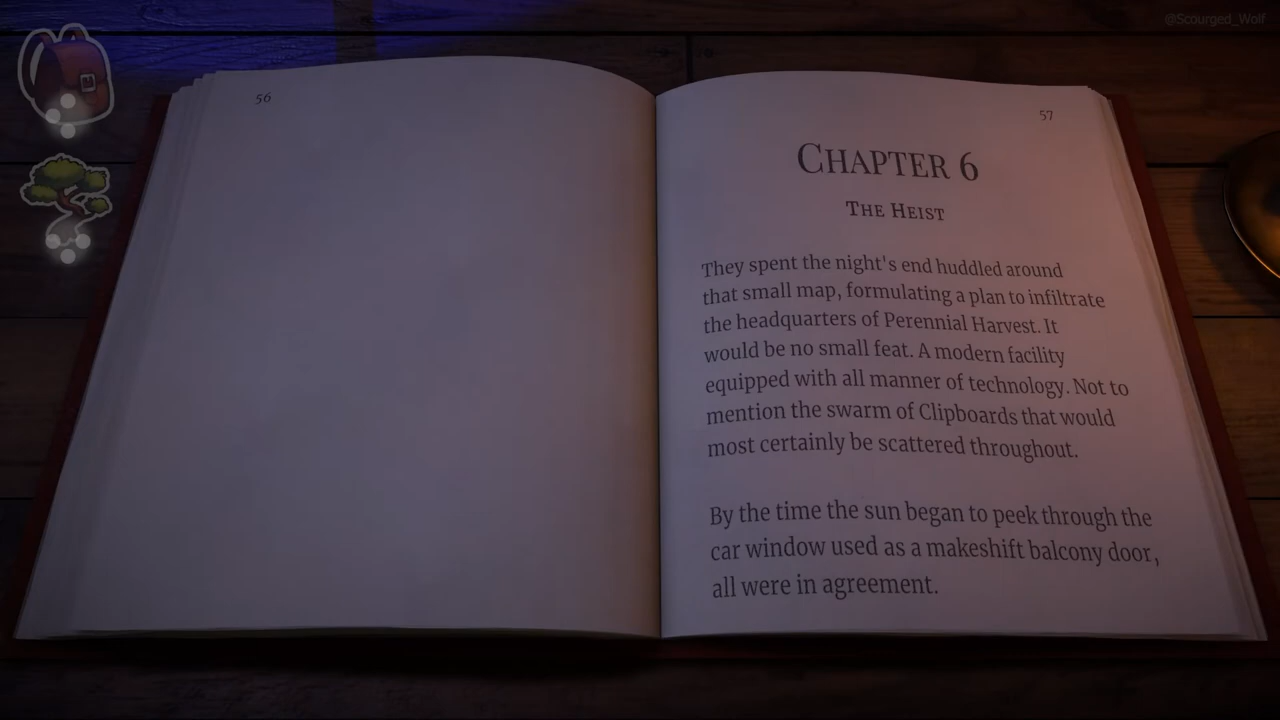 @Scourged_Wolf
56
57
Chapter 6
The Heist
They spent the night's end huddled around
that small map, formulating a plan to infiltrate
the headquarters of Perennial Harvest. It
would be no small feat. A modern facility
equipped with all manner of technology. Not to
mention the swarm of Clipboards that would
most certainly be scattered throughout.
By the time the sun began to peek through the
car window used as a makeshift balcony door,
all were in agreement.